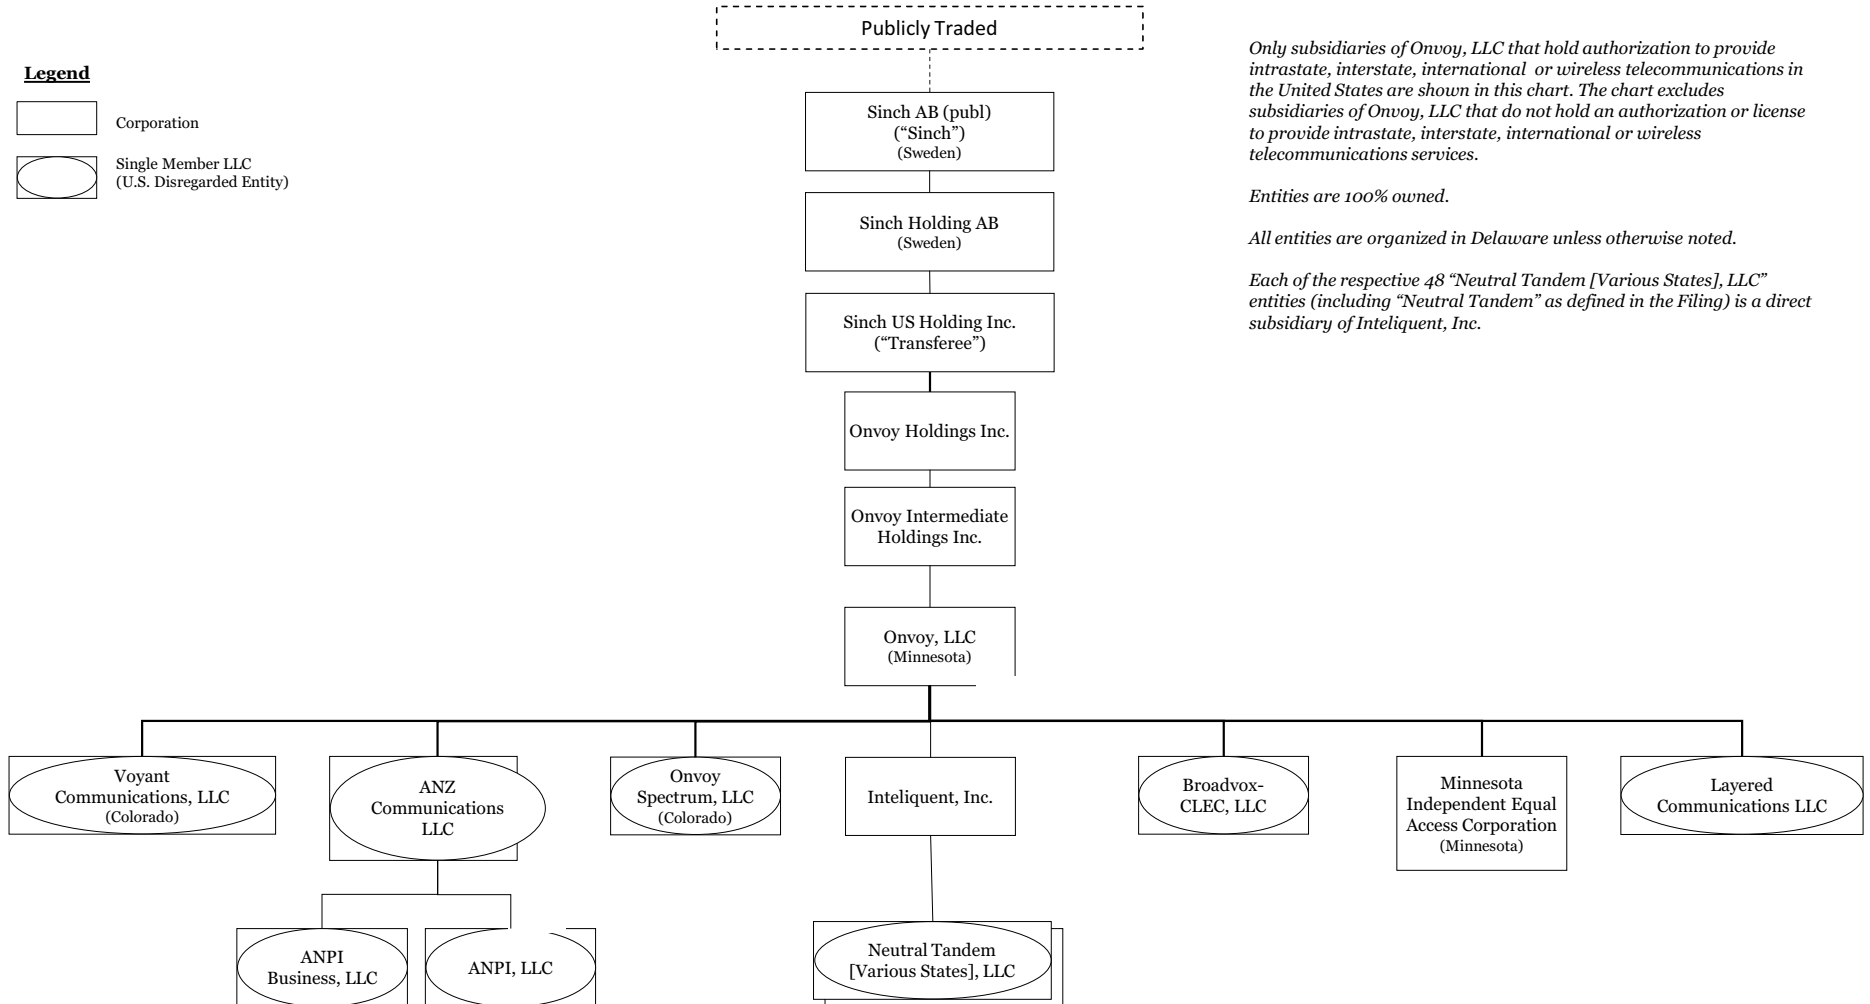 Publicly Traded
Legend
Corporation
Single Member LLC
(U.S. Disregarded Entity)
Only subsidiaries of Onvoy, LLC that hold authorization to provide
intrastate, interstate, international or wireless telecommunications in
the United States are shown in this chart. The chart excludes
subsidiaries of Onvoy, LLC that do not hold an authorization or license
to provide intrastate, interstate, international or wireless
telecommunications services.
Entities are 100% owned.
All entities are organized in Delaware unless otherwise noted.
Each of the respective 48 “Neutral Tandem [Various States], LLC”
entities (including “Neutral Tandem” as defined in the Filing) is a direct
subsidiary of Inteliquent, Inc.
Sinch AB (publ)
(“Sinch”)
(Sweden)
Sinch Holding AB
(Sweden)
Sinch US Holding Inc.
(“Transferee”)
Onvoy Holdings Inc.
Onvoy Intermediate
Holdings Inc.
Onvoy, LLC
(Minnesota)
Voyant
Communications, LLC
(Colorado)
ANZ
Communications
LLC
Onvoy
Spectrum, LLC
(Colorado)
Inteliquent, Inc.
Broadvox-
CLEC, LLC
Minnesota
Independent Equal
Access Corporation
(Minnesota)
Layered
Communications LLC
ANPI
Business, LLC
ANPI, LLC
Neutral Tandem
[Various States], LLC